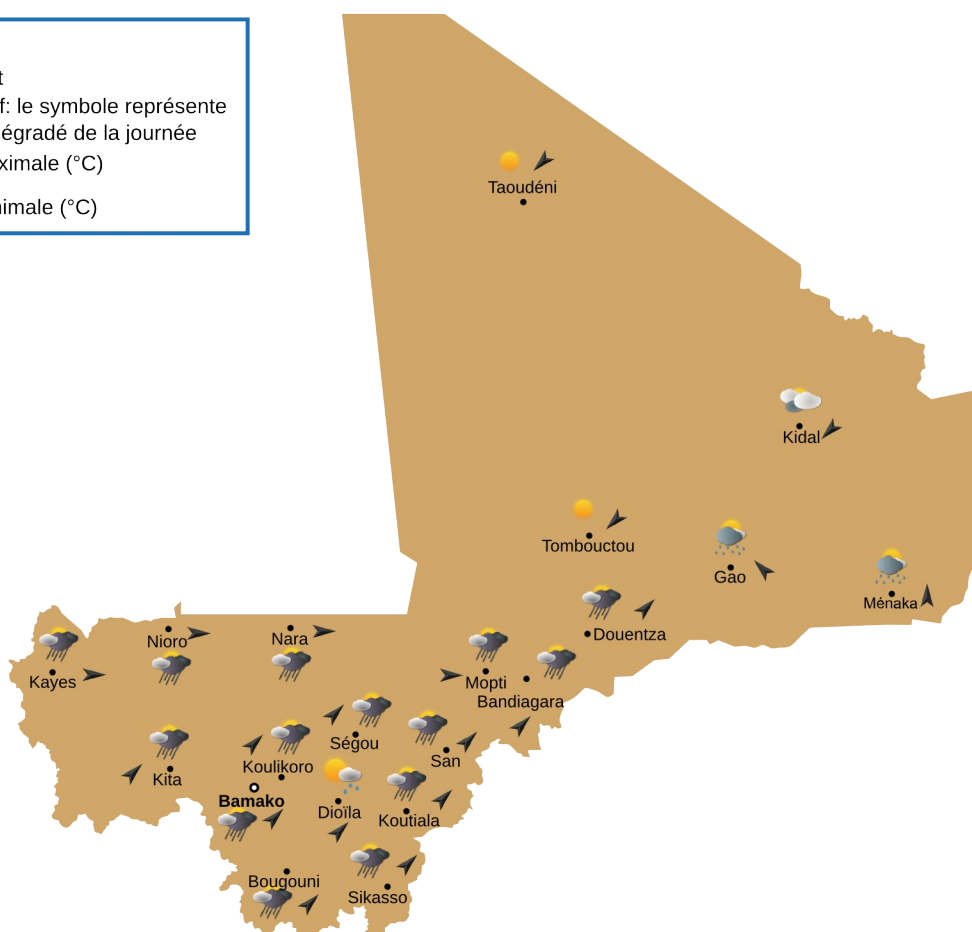 t
f: le symbole représente
égradé de la journée
ximale (°C)
nimale (°C)
Taoudéni
Kidal
Tombouctou
Gao
Ménaka
Douentza
Nioro
Nara
Kayes
Mopti
Bandiagara
Ségou
San
Koulikoro
Kita
Bamako
Dioïla
Koutiala
Bougouni
Sikasso